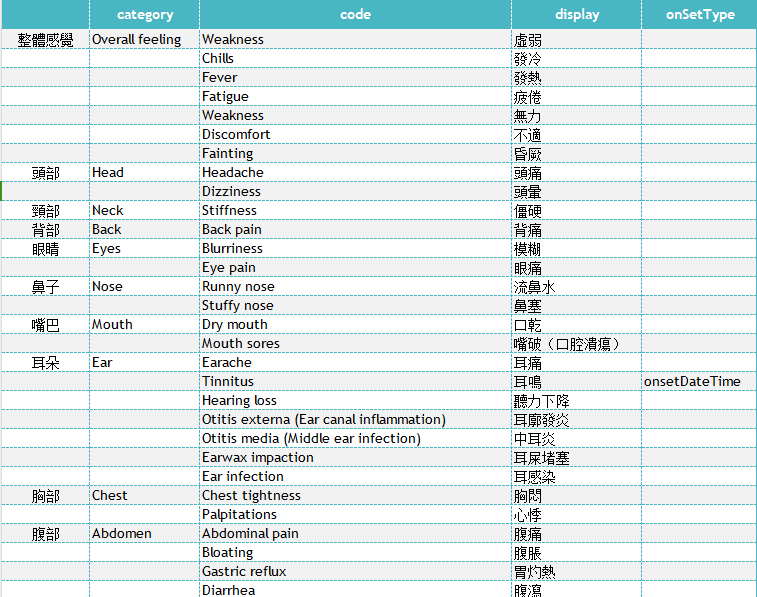 category code display onSetType
整體感覺 Overall feeling Weakness 虛弱
Chills 發冷
Fever 發熱
Fatigue 疲倦
Weakness 無力
Discomfort 不適
Fainting 昏厥
頭部 Head Headache 頭痛
Dizziness 頭暈
頸部 Neck Stiffness 僵硬
背部 Back Back pain 背痛
眼睛 Eyes Blurriness 模糊
Eye pain 眼痛
鼻子 Nose Runny nose 流鼻水
Stuffy nose 鼻塞
嘴巴 Mouth Dry mouth 口乾
Mouth sores 嘴破（口腔潰瘍）
耳朵 Ear Earache 耳痛
Tinnitus 耳鳴 onsetDateTime
Hearing loss 聽力下降
Otitis externa (Ear canal inflammation) 耳廓發炎
Otitis media (Middle ear infection) 中耳炎
Earwax impaction 耳屎堵塞
Ear infection 耳感染
胸部 Chest Chest tightness 胸悶
Palpitations 心悸
腹部 Abdomen Abdominal pain 腹痛
Bloating 腹脹
Gastric reflux 胃灼熱
Diarrhea 腹瀉